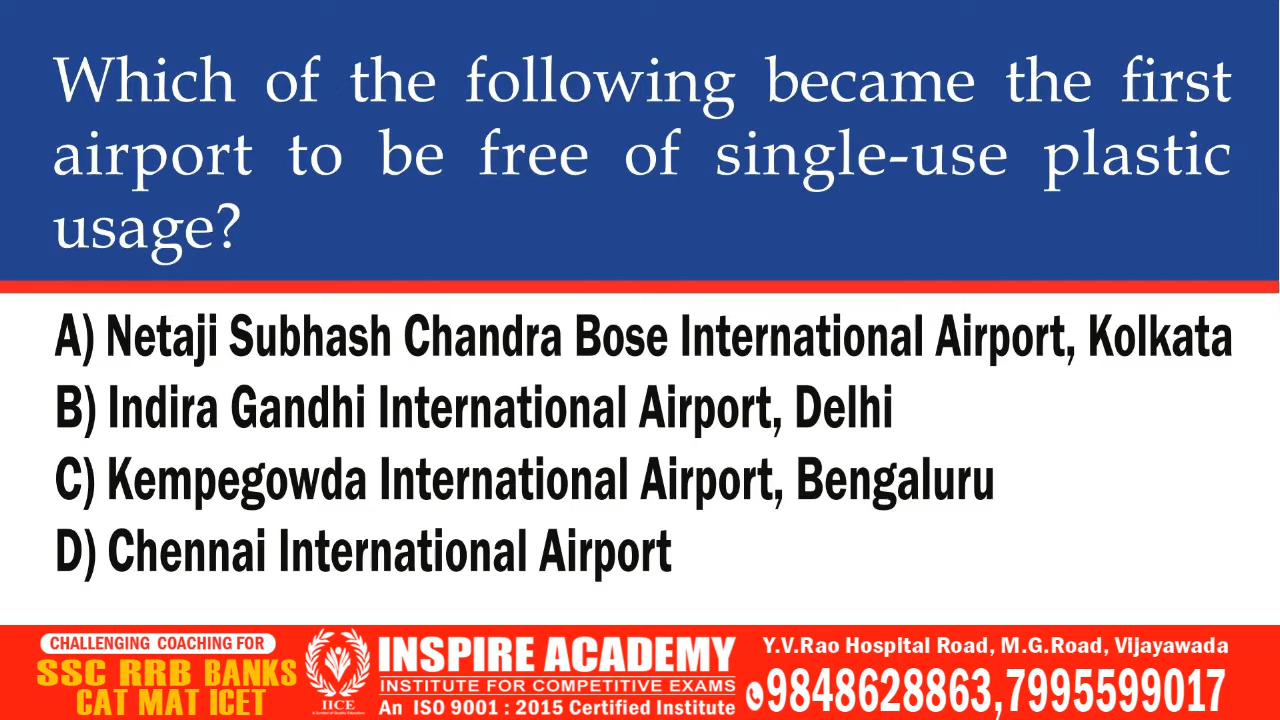 Which of the following became the first
airport to be free of single-use plastic
usage?
A) Netaji Subhash Chandra Bose International Airport, Kolkata
B) Indira Gandhi International Airport, Delhi
C) Kempegowda International Airport, Bengaluru
D) Chennai International Airport
CHALLENGING COACHING FOR
SSC RRB BANKS
CAT MAT ICET
IICE
INSPIRE ACADEMY
INSTITUTE FOR COMPETITIVE EXAMS
An ISO 9001 : 2015 Certified Institute
Y.V.Rao Hospital Road, M.G.Road, Vijayawada
9848628863,7995599017